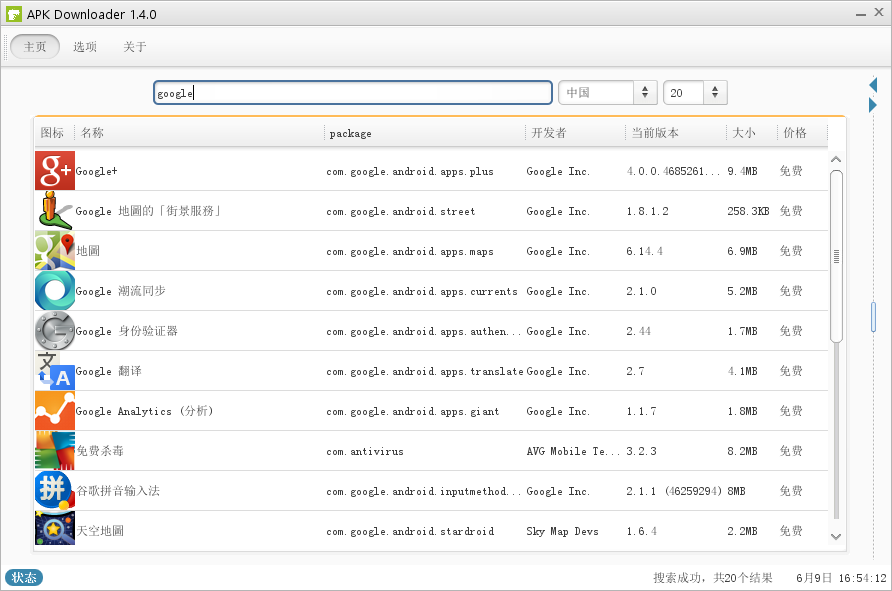 APK Downloader 1.4.0
主页 选项 关于
google 中国 20
图标 名称 package 开发者 当前版本 大小 价格
Google+ com.google.android.apps.plus Google Inc. 4.0.0.4685261... 9.4MB 免费
Google 地圖的「街景服務」 com.google.android.street Google Inc. 1.8.1.2 258.3KB 免费
地圖 com.google.android.apps.maps Google Inc. 6.14.4 6.9MB 免费
Google 潮流同步 com.google.android.apps.currents Google Inc. 2.1.0 5.2MB 免费
Google 身份验证器 com.google.android.apps.authen... Google Inc. 2.44 1.7MB 免费
文 A Google 翻译 com.google.android.apps.translate Google Inc. 2.7 4.1MB 免费
Google Analytics (分析) com.google.android.apps.giant Google Inc. 1.1.7 1.8MB 免费
免费杀毒 com.antivirus AVG Mobile Te... 3.2.3 8.2MB 免费
拼 谷歌拼音输入法 com.google.android.inputmethod... Google Inc. 2.1.1 (46259294) 8MB 免费
天空地圖 com.google.android.stardroid Sky Map Devs 1.6.4 2.2MB 免费
状态 搜索成功，共20个结果 6月9日 16:54:12